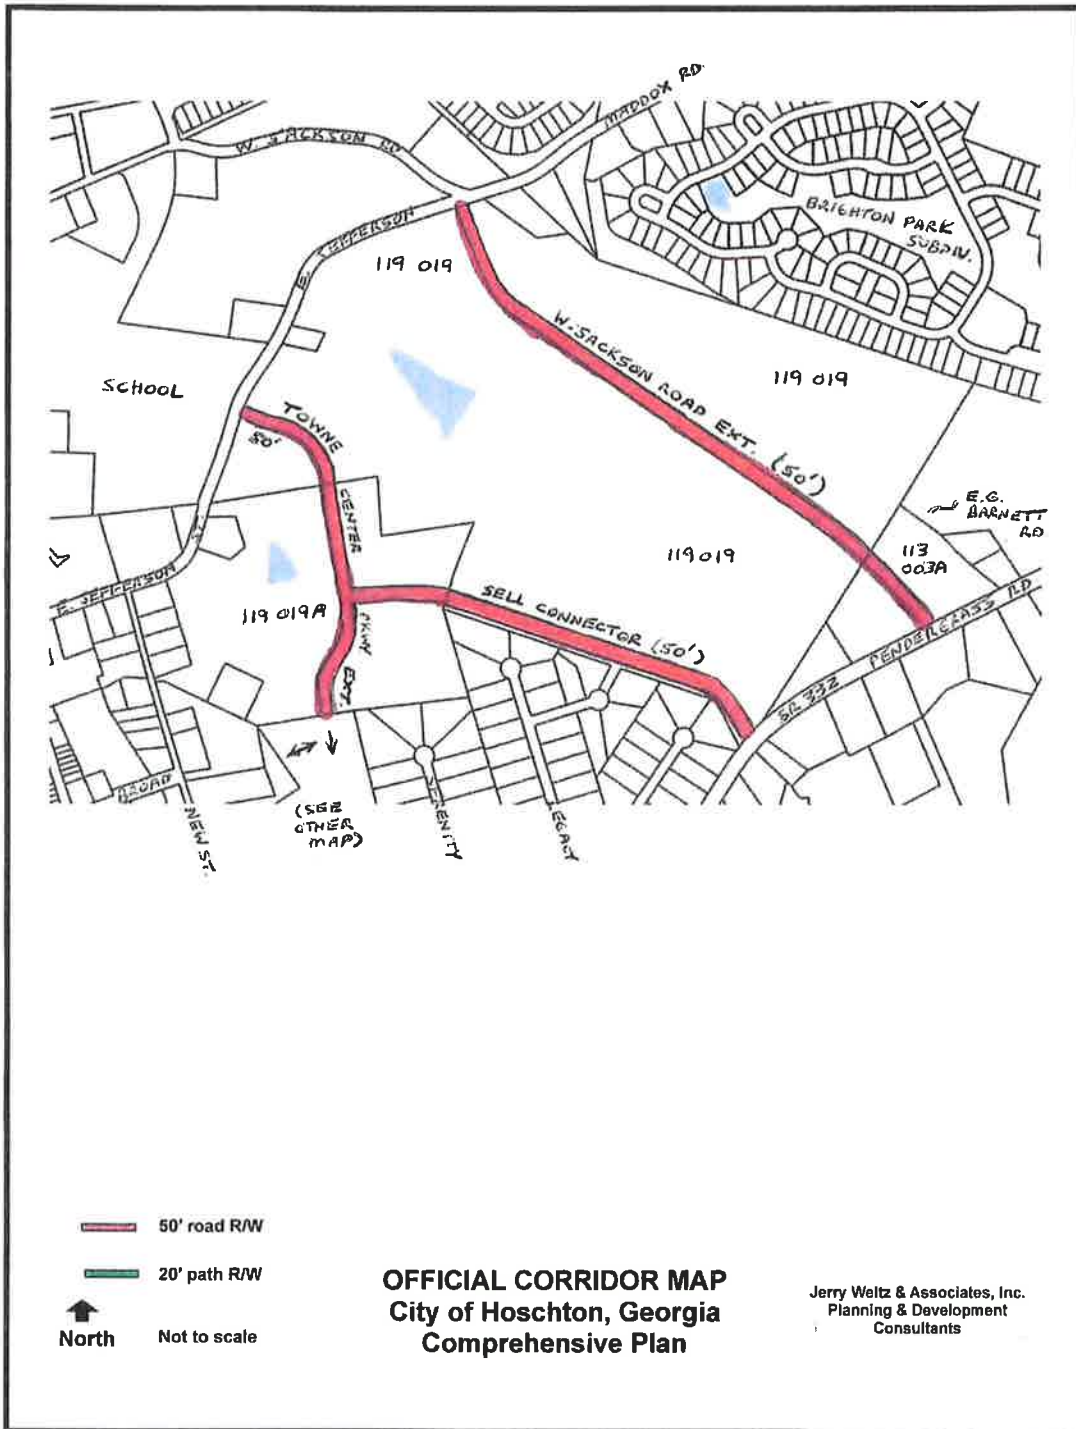 MADDOX RD.
W. JACKSON RD
E. JEFFERSON
BRIGHTON PARK
SUBDIV.
119 019
W. JACKSON ROAD EXT. (50')
119 019
SCHOOL
TOWNE
CENTER
PKWY
EXT.
50'
E.G.
BARNETT
RD
119 019
113
003A
E. JEFFERSON
ST
119 019A
SELL CONNECTOR (50')
SR 332 PENDERGRASS RD
BROAD
NEW ST.
(SEE
OTHER
MAP)
SERENITY
LEGACY
50' road R/W
20' path R/W
North
Not to scale
OFFICIAL CORRIDOR MAP
City of Hoschton, Georgia
Comprehensive Plan
Jerry Weitz & Associates, Inc.
Planning & Development
Consultants